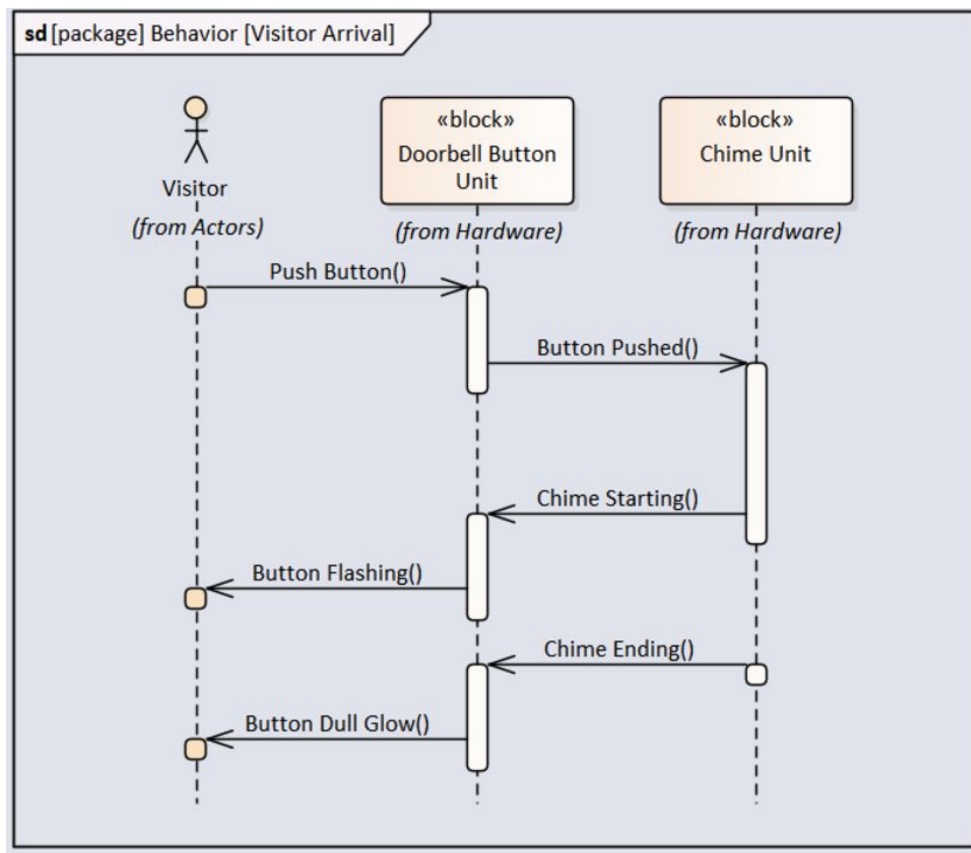 sd [package] Behavior [Visitor Arrival]
Visitor
(from Actors)
«block»
Doorbell Button
Unit
(from Hardware)
«block»
Chime Unit
(from Hardware)
Push Button()
Button Pushed()
Chime Starting()
Button Flashing()
Chime Ending()
Button Dull Glow()